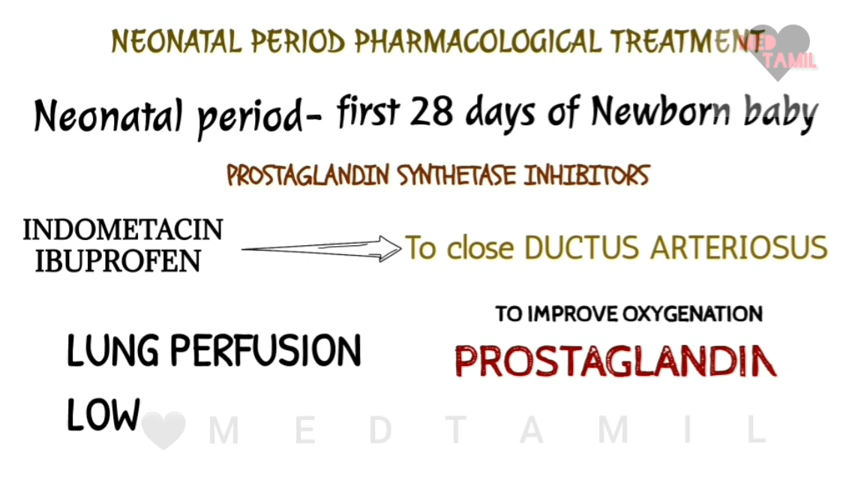 NEONATAL PERIOD PHARMACOLOGICAL TREATMENT
MED
TAMIL
Neonatal period- first 28 days of Newborn baby
PROSTAGLANDIN SYNTHETASE INHIBITORS
INDOMETACIN
IBUPROFEN
To close DUCTUS ARTERIOSUS
TO IMPROVE OXYGENATION
PROSTAGLANDIN
LUNG PERFUSION
LOW
MEDTAMIL